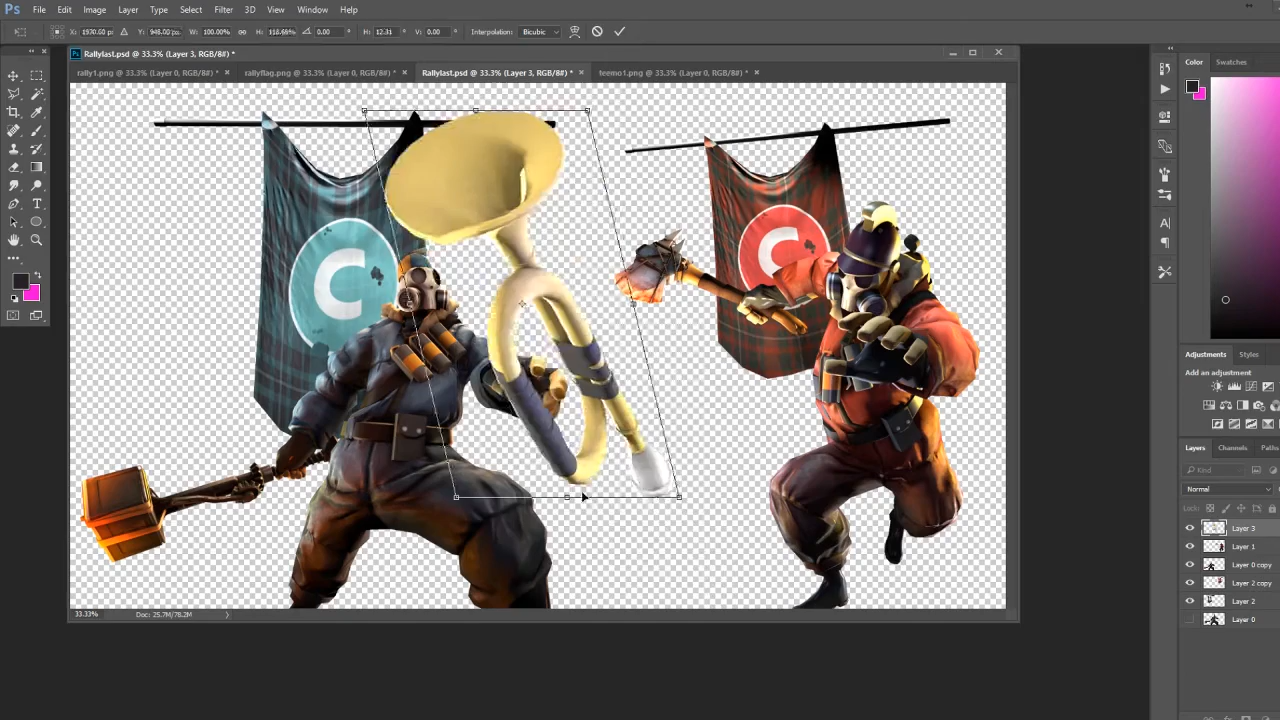 Ps File Edit Image Layer Type Select Filter 3D View Window Help
X: 1970.00 px Y: 946.00 px W: 100.00% H: 118.69% 0.00 ° H: 12.31 V: 0.00 ° Interpolation: Bicubic
Rallylast.psd @ 33.3% (Layer 3, RGB/8#) *
rally1.png @ 33.3% (Layer 0, RGB/8#) * × rallyflag.png @ 33.3% (Layer 0, RGB/8#) * × Rallylast.psd @ 33.3% (Layer 3, RGB/8#) * × teemo1.png @ 33.3% (Layer 0, RGB/8#) * ×
Color Swatches
C
C
Adjustments Styles
Add an adjustment
Layers Channels Paths
Kind
Normal
Lock:
Layer 3
Layer 1
Layer 0 copy
Layer 2 copy
Layer 2
Layer 0
33.33% Doc: 25.7M/78.2M